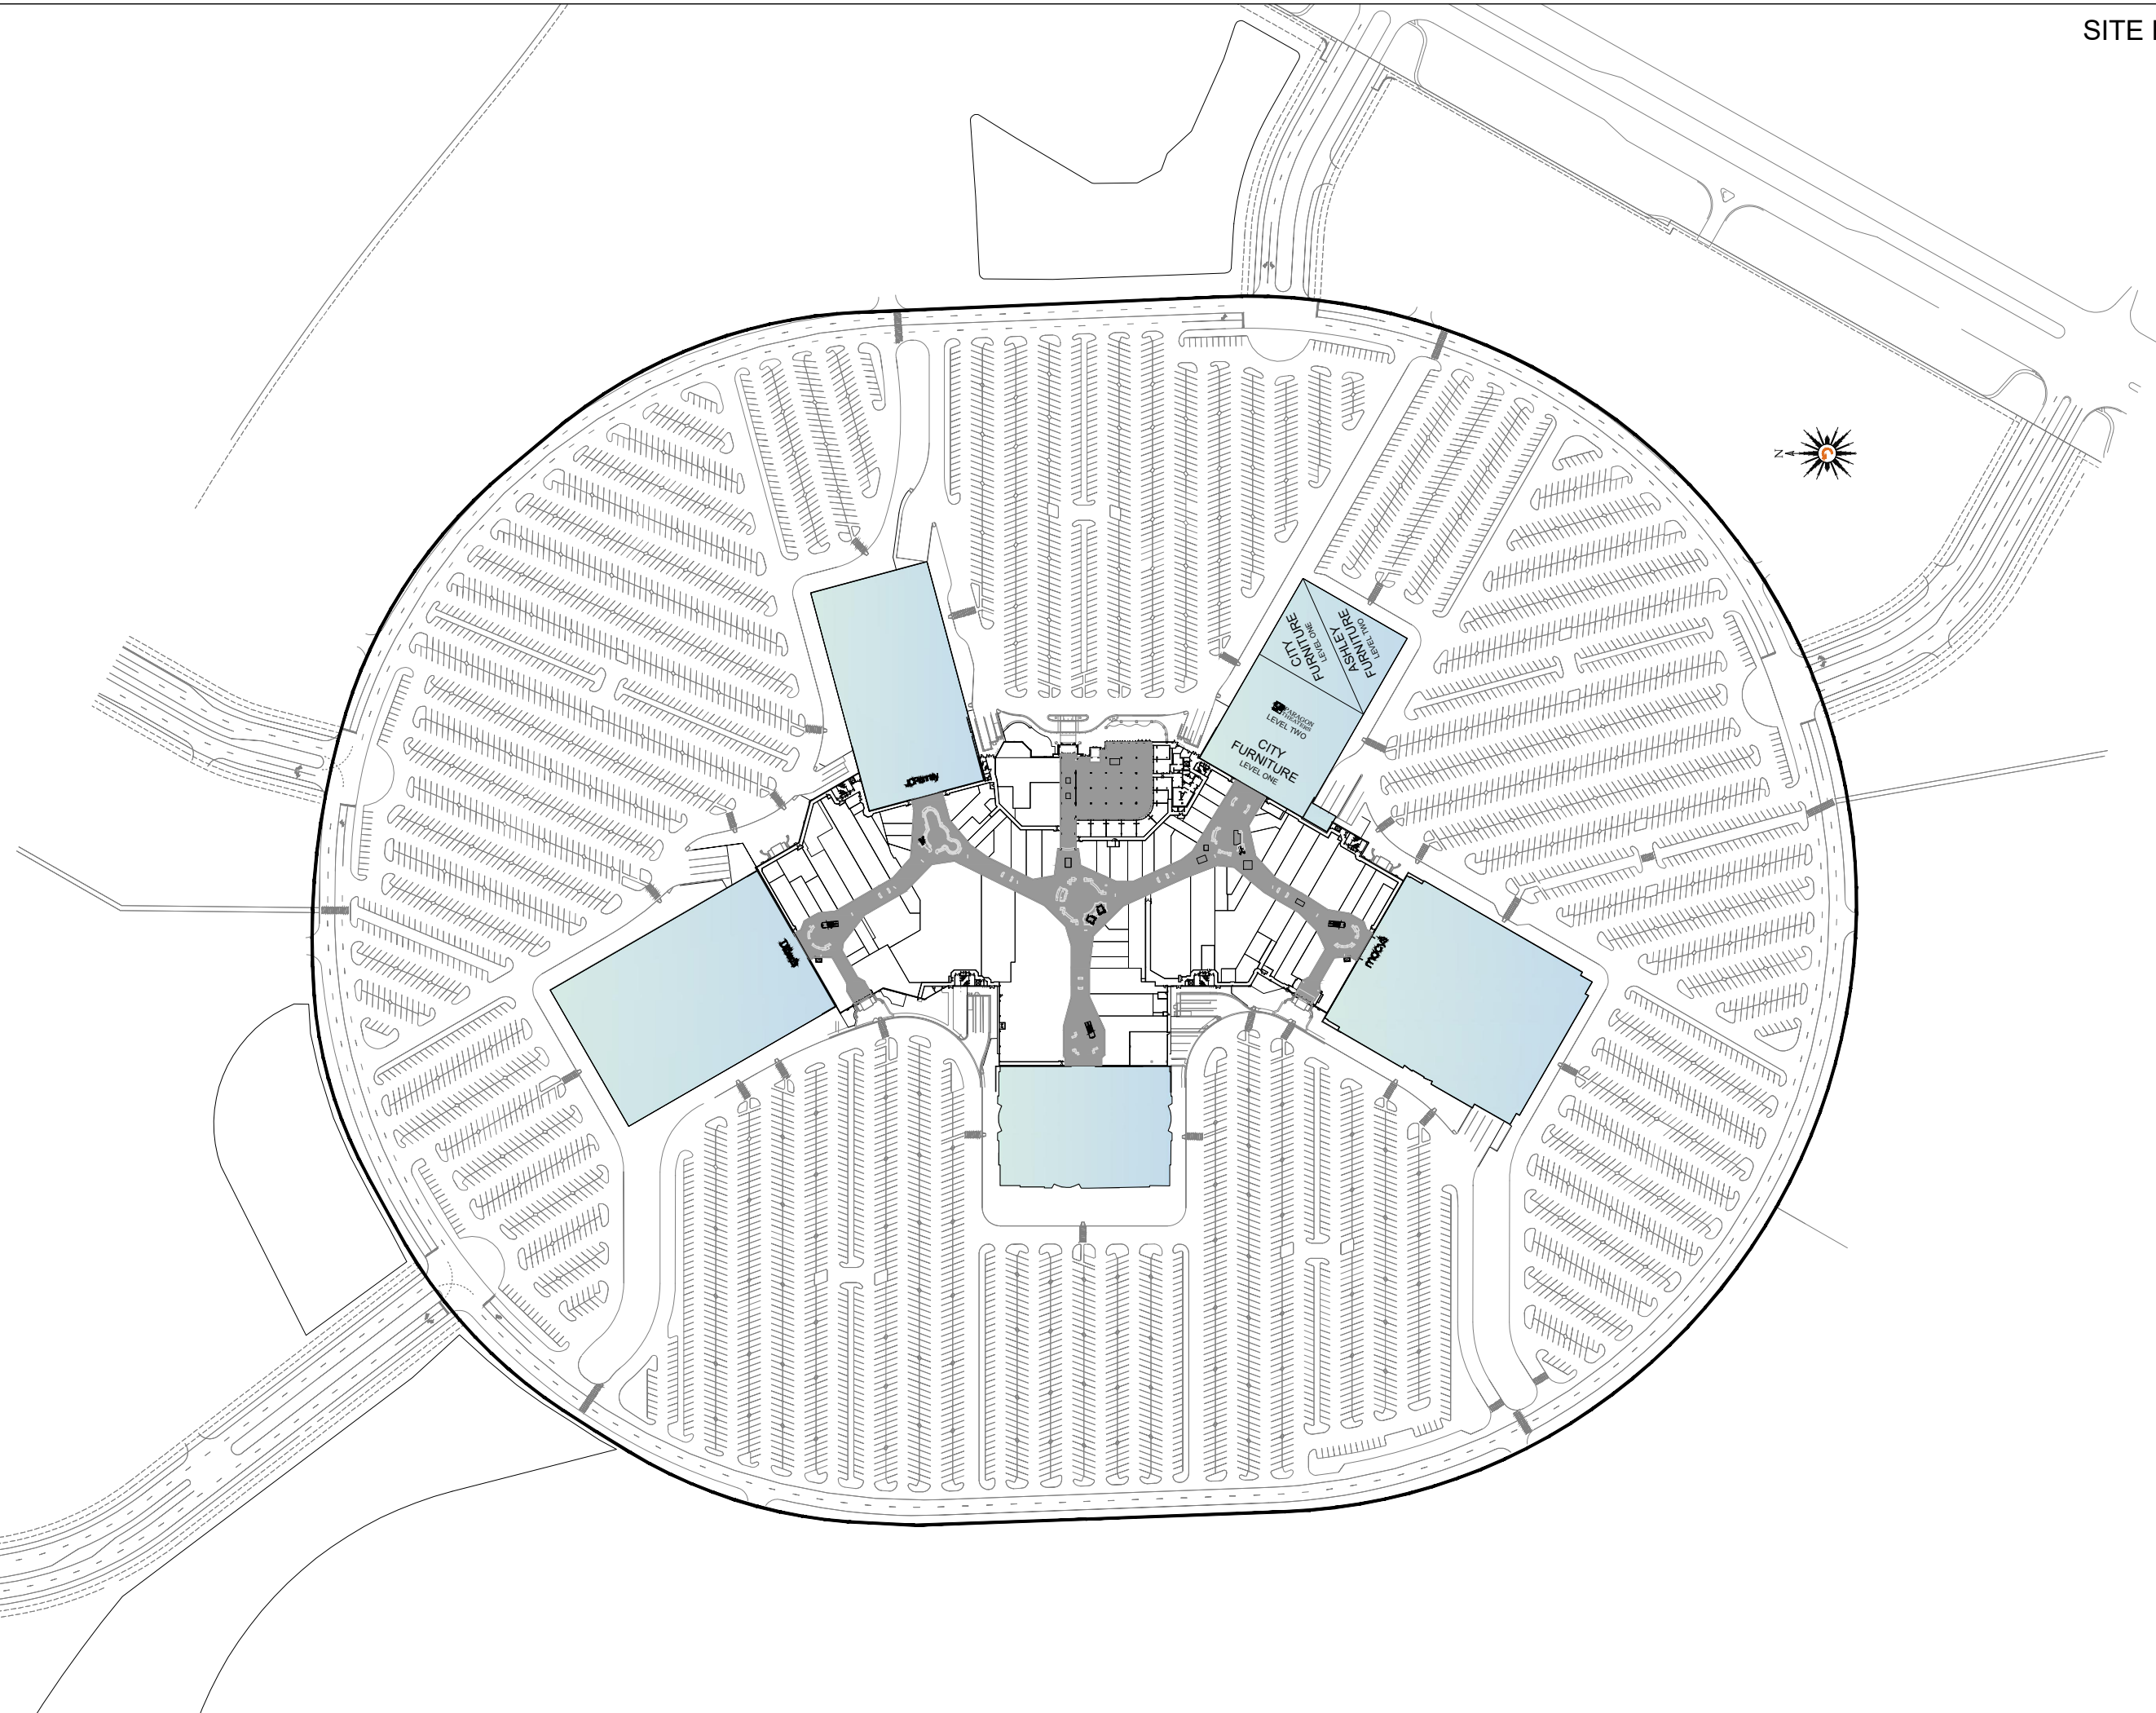 SITE
N
CITY
FURNITURE
LEVEL ONE
ASHLEY
FURNITURE
LEVEL TWO
PARAGON
THEATERS
LEVEL TWO
CITY
FURNITURE
LEVEL ONE
JCPenney
Dillard's
macy's